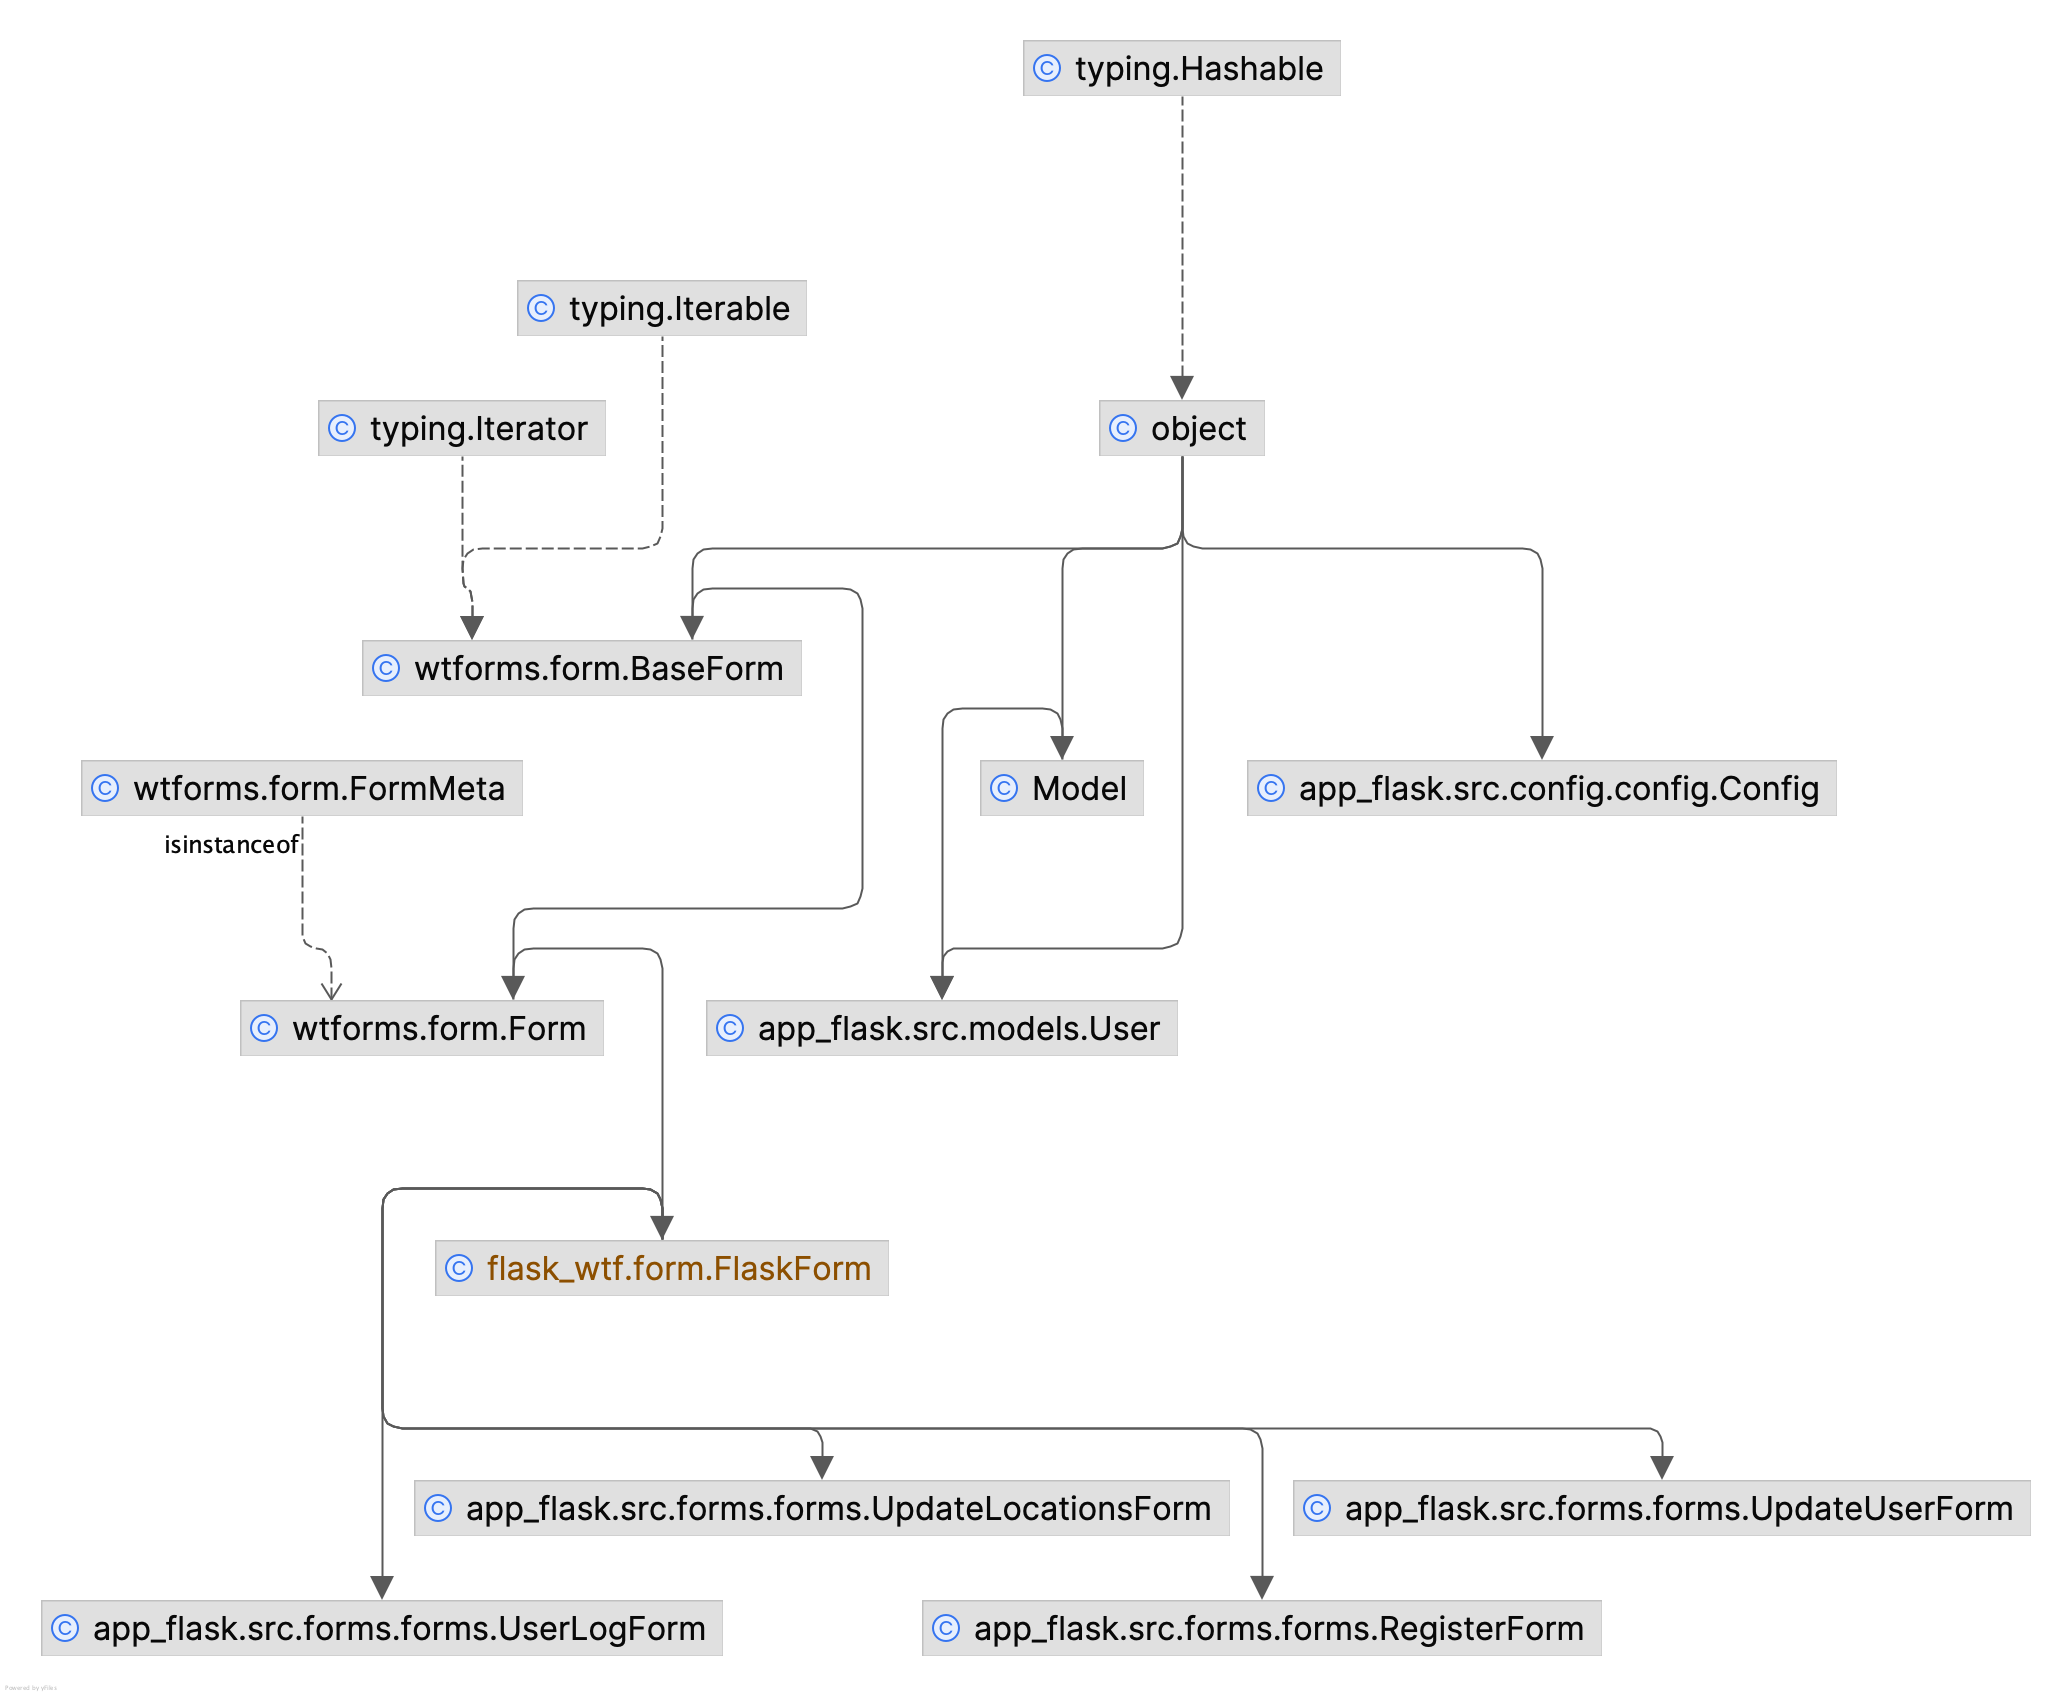 typing.Hashable
typing.Iterable
typing.Iterator
object
wtforms.form.BaseForm
wtforms.form.FormMeta
Model
app_flask.src.config.config.Config
isinstanceof
wtforms.form.Form
app_flask.src.models.User
flask_wtf.form.FlaskForm
app_flask.src.forms.forms.UpdateLocationsForm
app_flask.src.forms.forms.UpdateUserForm
app_flask.src.forms.forms.UserLogForm
app_flask.src.forms.forms.RegisterForm
Powered by yFiles